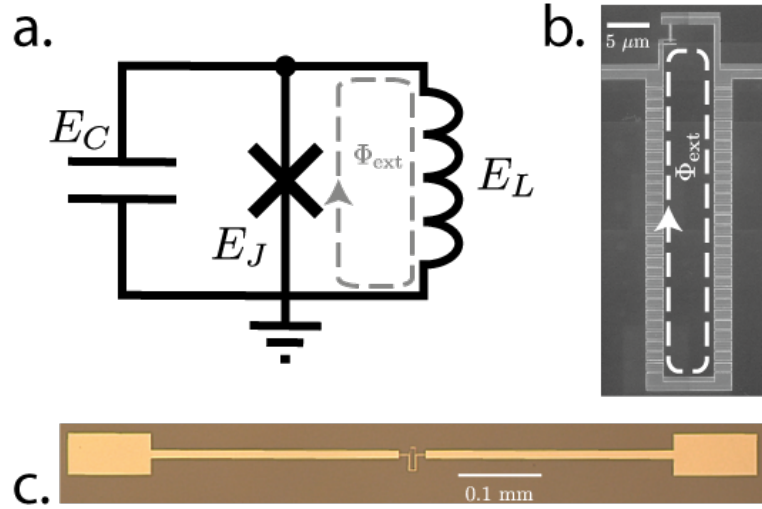 a.
E_C
E_J
Φ_ext
E_L
b.
5 μm
Φ_ext
c.
0.1 mm